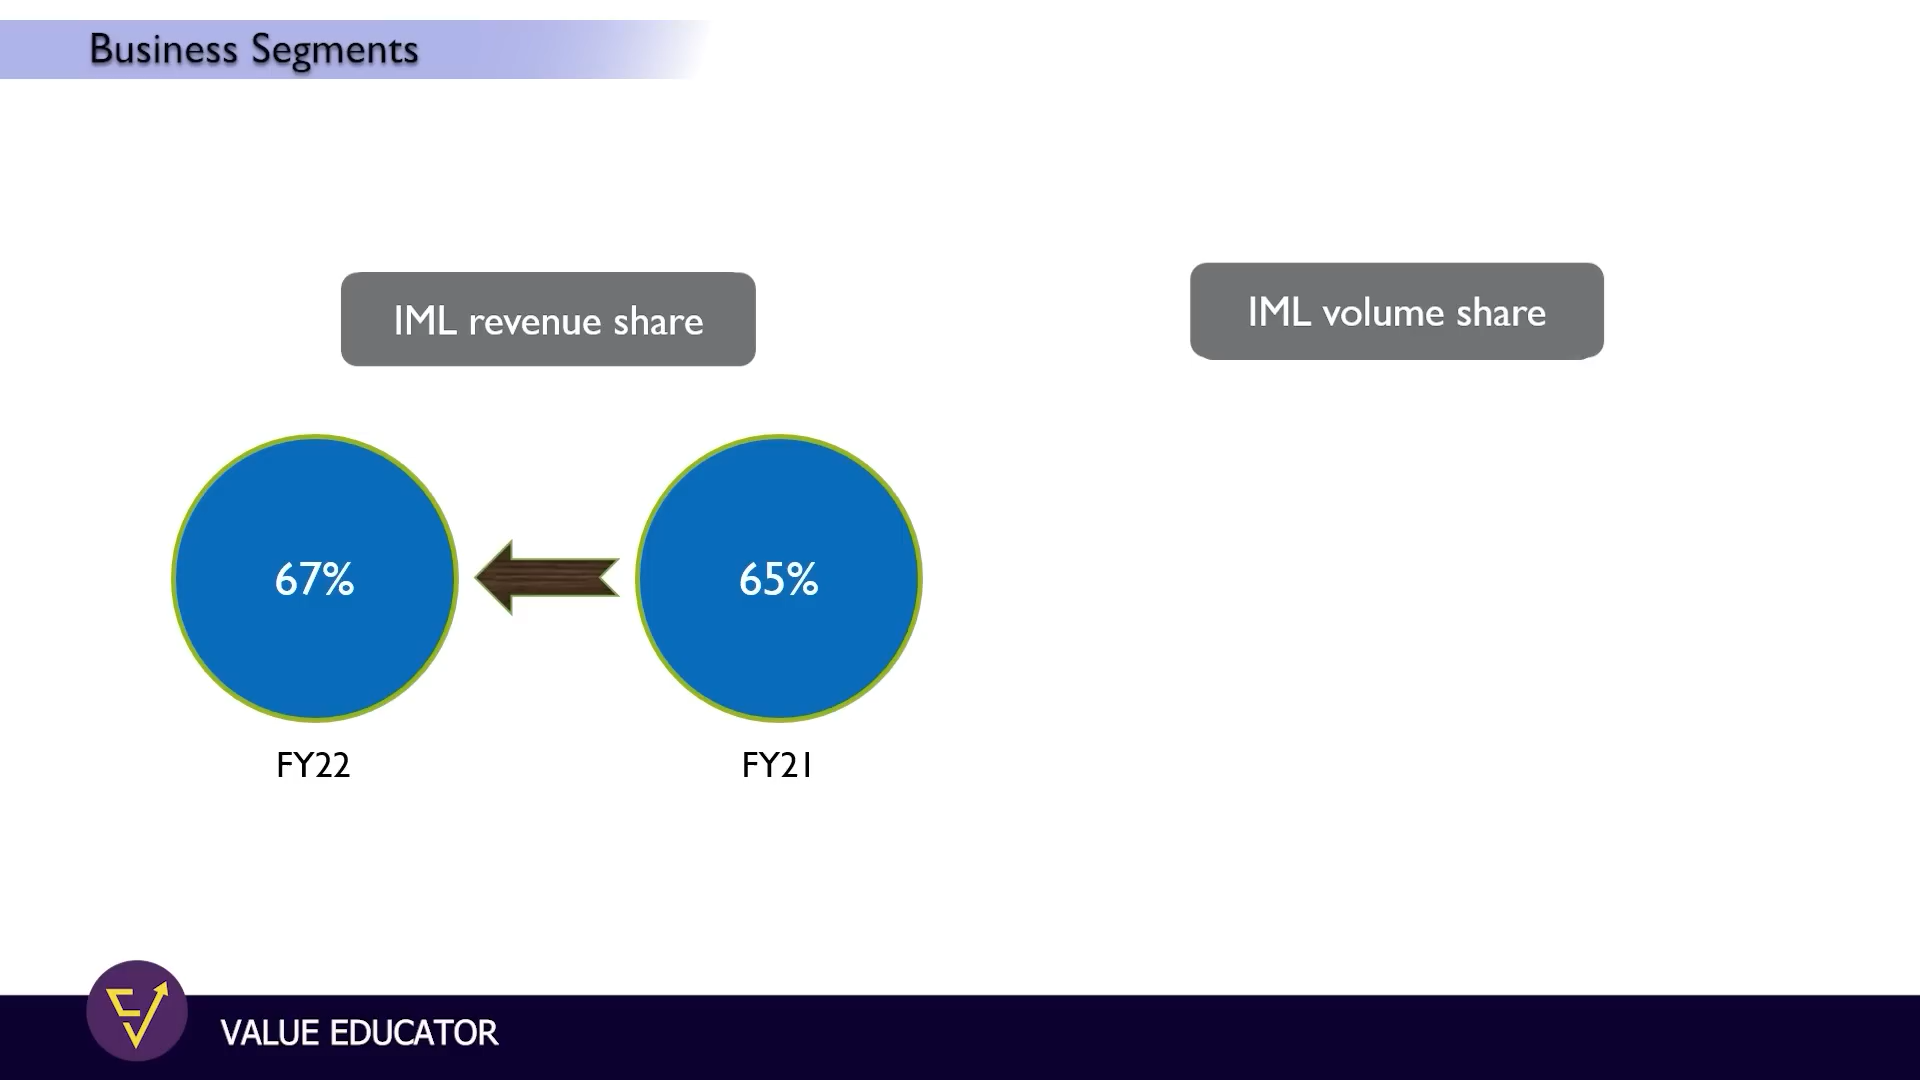 Business Segments
IML revenue share
IML volume share
67%
65%
FY22
FY21
VALUE EDUCATOR